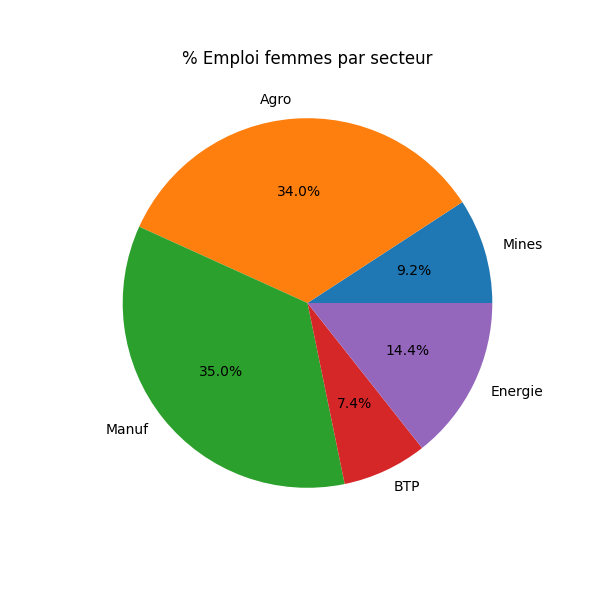 % Emploi femmes par secteur
Agro
34.0%
Mines
9.2%
35.0%
Manuf
7.4%
BTP
14.4%
Energie